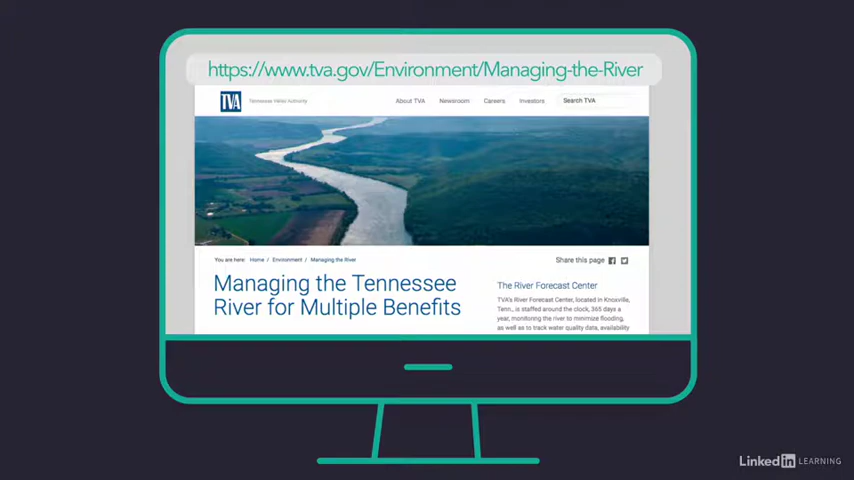 https://www.tva.gov/Environment/Managing-the-River
TVA Tennessee Valley Authority About TVA Newsroom Careers Investors Search TVA
You are here: Home / Environment / Managing the River
Share this page
Managing the Tennessee
River for Multiple Benefits
The River Forecast Center
TVA's River Forecast Center, located in Knoxville,
Tenn., is staffed around the clock, 365 days a
year, monitoring the river to minimize flooding,
as well as to track water quality data, availability
Linked in LEARNING